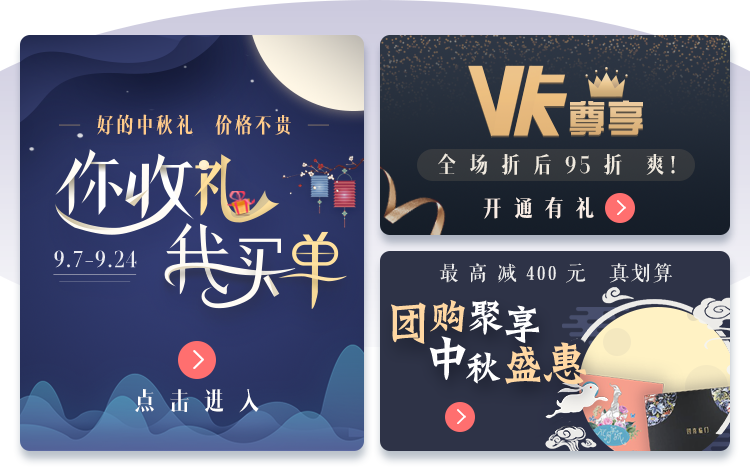 好的中秋礼 价格不贵
你收礼
我买单
9.7-9.24
点击进入
V卡尊享
全场折后95折 爽!
开通有礼
最高减400元 真划算
团购聚享
中秋盛惠